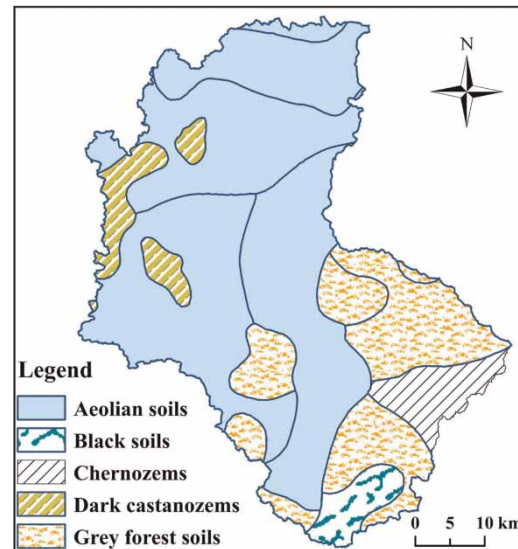 N
Legend
Aeolian soils
Black soils
Chernozems
Dark castanozems
Grey forest soils
0 5 10 km